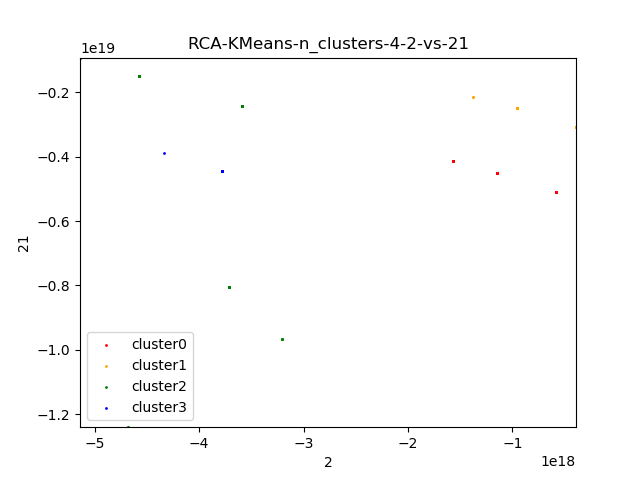 RCA-KMeans-n_clusters-4-2-vs-21
1e19
−0.2
−0.4
−0.6
−0.8
−1.0
−1.2
21
cluster0
cluster1
cluster2
cluster3
−5
−4
−3
−2
−1
2
1e18